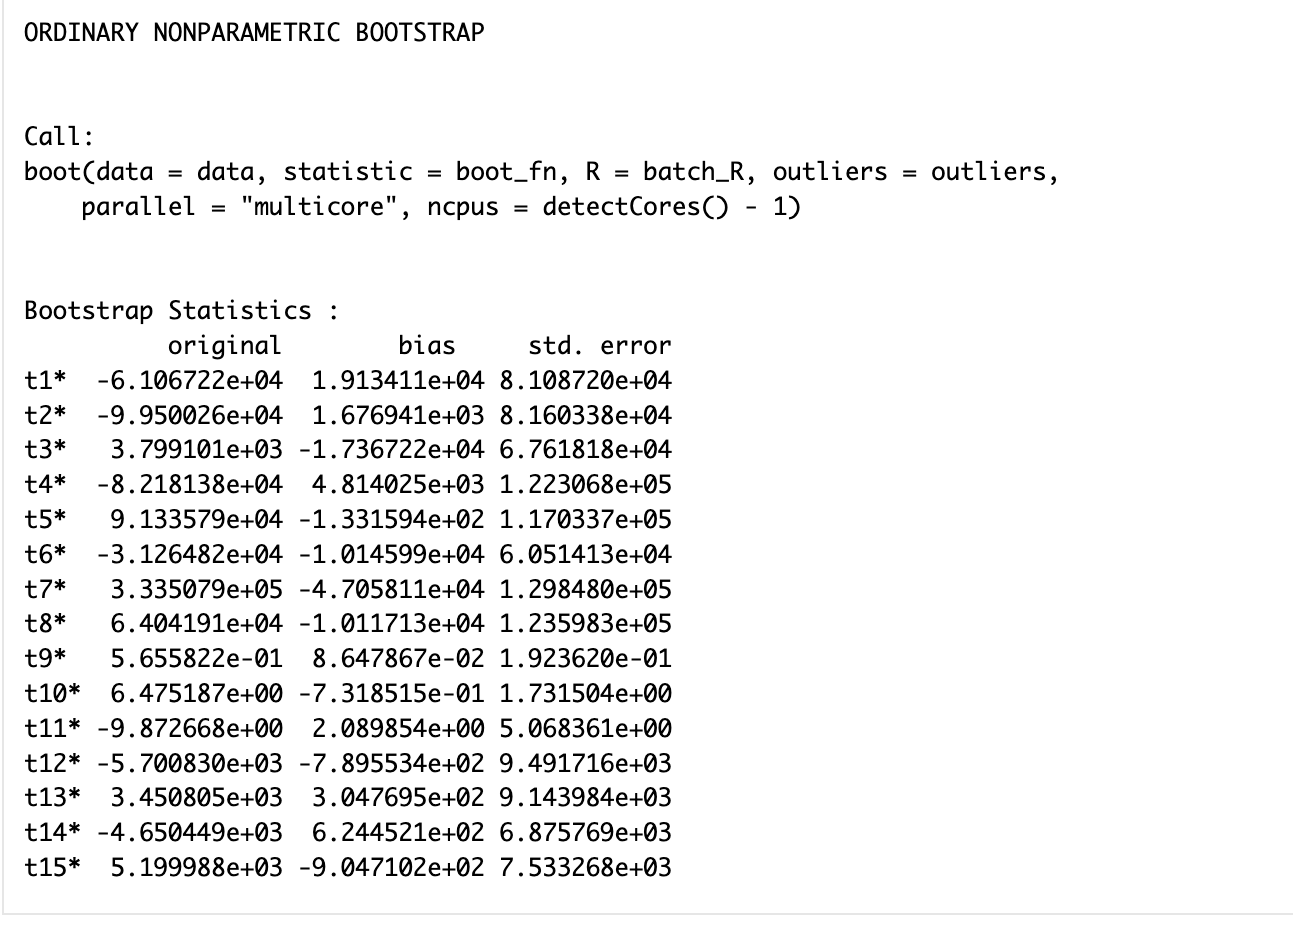 ORDINARY NONPARAMETRIC BOOTSTRAP
Call:
boot(data = data, statistic = boot_fn, R = batch_R, outliers = outliers,
    parallel = "multicore", ncpus = detectCores() - 1)
Bootstrap Statistics :
          original        bias     std. error
t1*  -6.106722e+04  1.913411e+04 8.108720e+04
t2*  -9.950026e+04  1.676941e+03 8.160338e+04
t3*   3.799101e+03 -1.736722e+04 6.761818e+04
t4*  -8.218138e+04  4.814025e+03 1.223068e+05
t5*   9.133579e+04 -1.331594e+02 1.170337e+05
t6*  -3.126482e+04 -1.014599e+04 6.051413e+04
t7*   3.335079e+05 -4.705811e+04 1.298480e+05
t8*   6.404191e+04 -1.011713e+04 1.235983e+05
t9*   5.655822e-01  8.647867e-02 1.923620e-01
t10*  6.475187e+00 -7.318515e-01 1.731504e+00
t11* -9.872668e+00  2.089854e+00 5.068361e+00
t12* -5.700830e+03 -7.895534e+02 9.491716e+03
t13*  3.450805e+03  3.047695e+02 9.143984e+03
t14* -4.650449e+03  6.244521e+02 6.875769e+03
t15*  5.199988e+03 -9.047102e+02 7.533268e+03